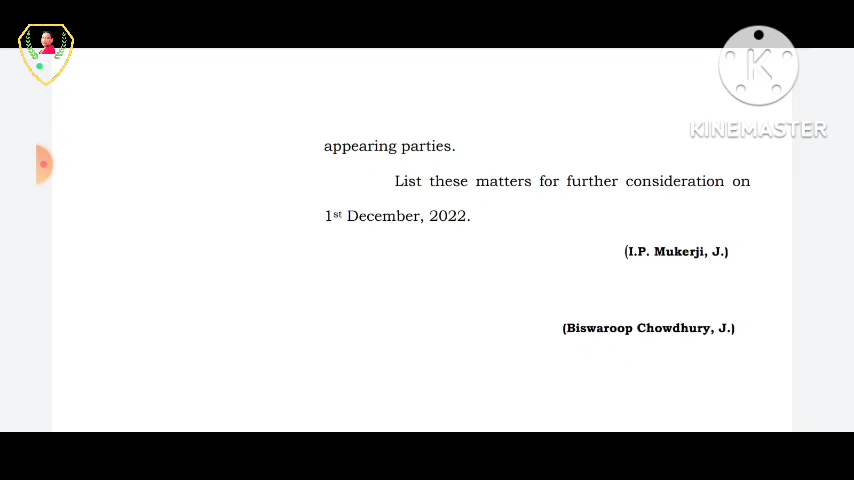 KINEMASTER
appearing parties.
List these matters for further consideration on
1st December, 2022.
(I.P. Mukerji, J.)
(Biswaroop Chowdhury, J.)